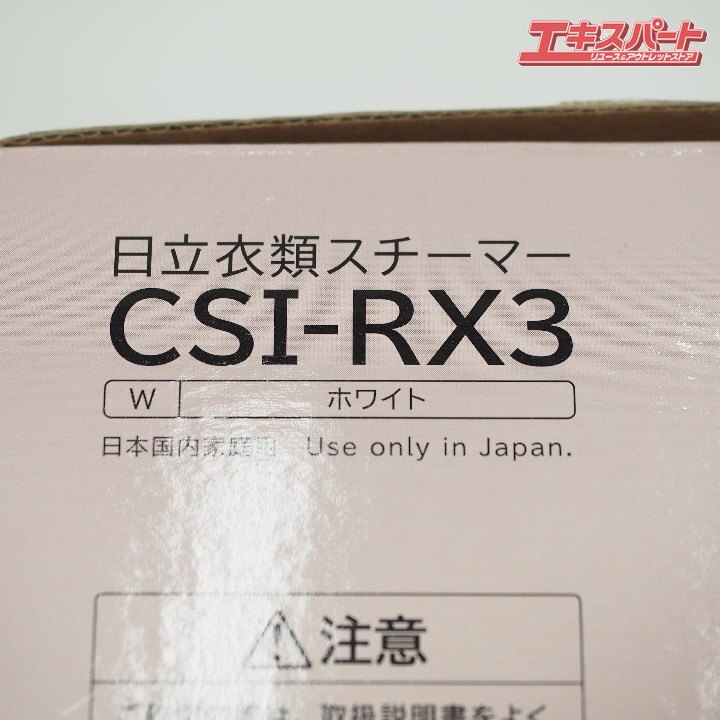 エキスパート
リユース&アウトレットストア
日立衣類スチーマー
CSI-RX3
W ホワイト
日本国内家庭用 Use only in Japan.
注意
は、取扱説明書をよく